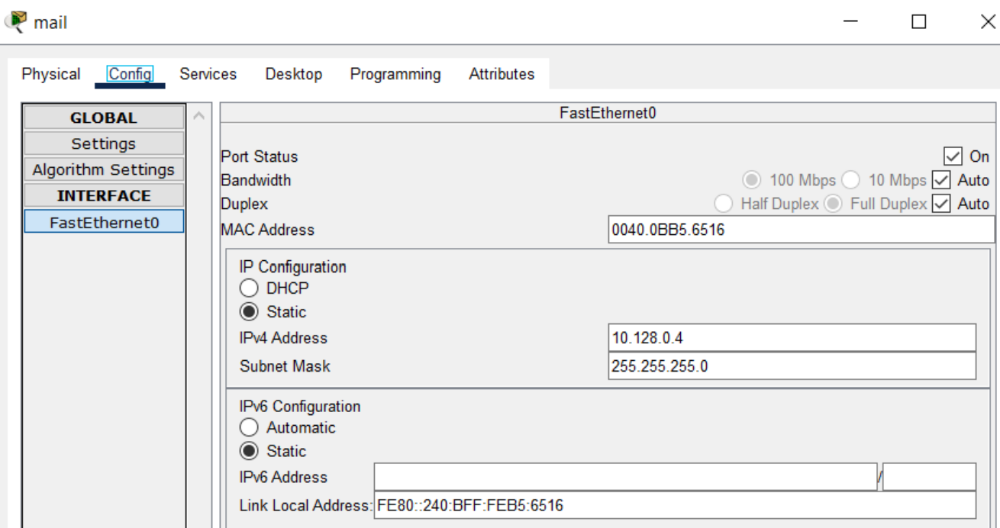 mail
Physical Config Services Desktop Programming Attributes
GLOBAL
Settings
Algorithm Settings
INTERFACE
FastEthernet0
FastEthernet0
Port Status On
Bandwidth 100 Mbps 10 Mbps Auto
Duplex Half Duplex Full Duplex Auto
MAC Address 0040.0BB5.6516
IP Configuration
DHCP
Static
IPv4 Address 10.128.0.4
Subnet Mask 255.255.255.0
IPv6 Configuration
Automatic
Static
IPv6 Address /
Link Local Address: FE80::240:BFF:FEB5:6516